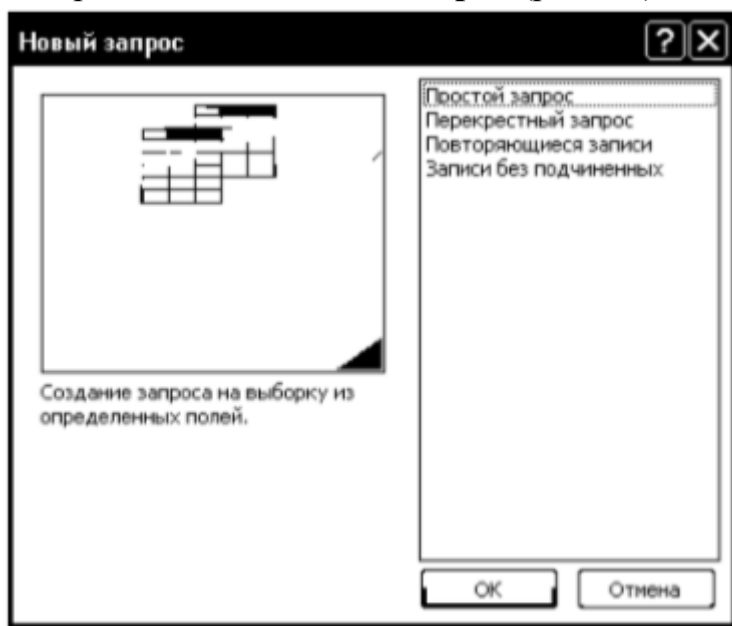 Новый запрос
Простой запрос
Перекрестный запрос
Повторяющиеся записи
Записи без подчиненных
Создание запроса на выборку из
определенных полей.
ОК
Отмена